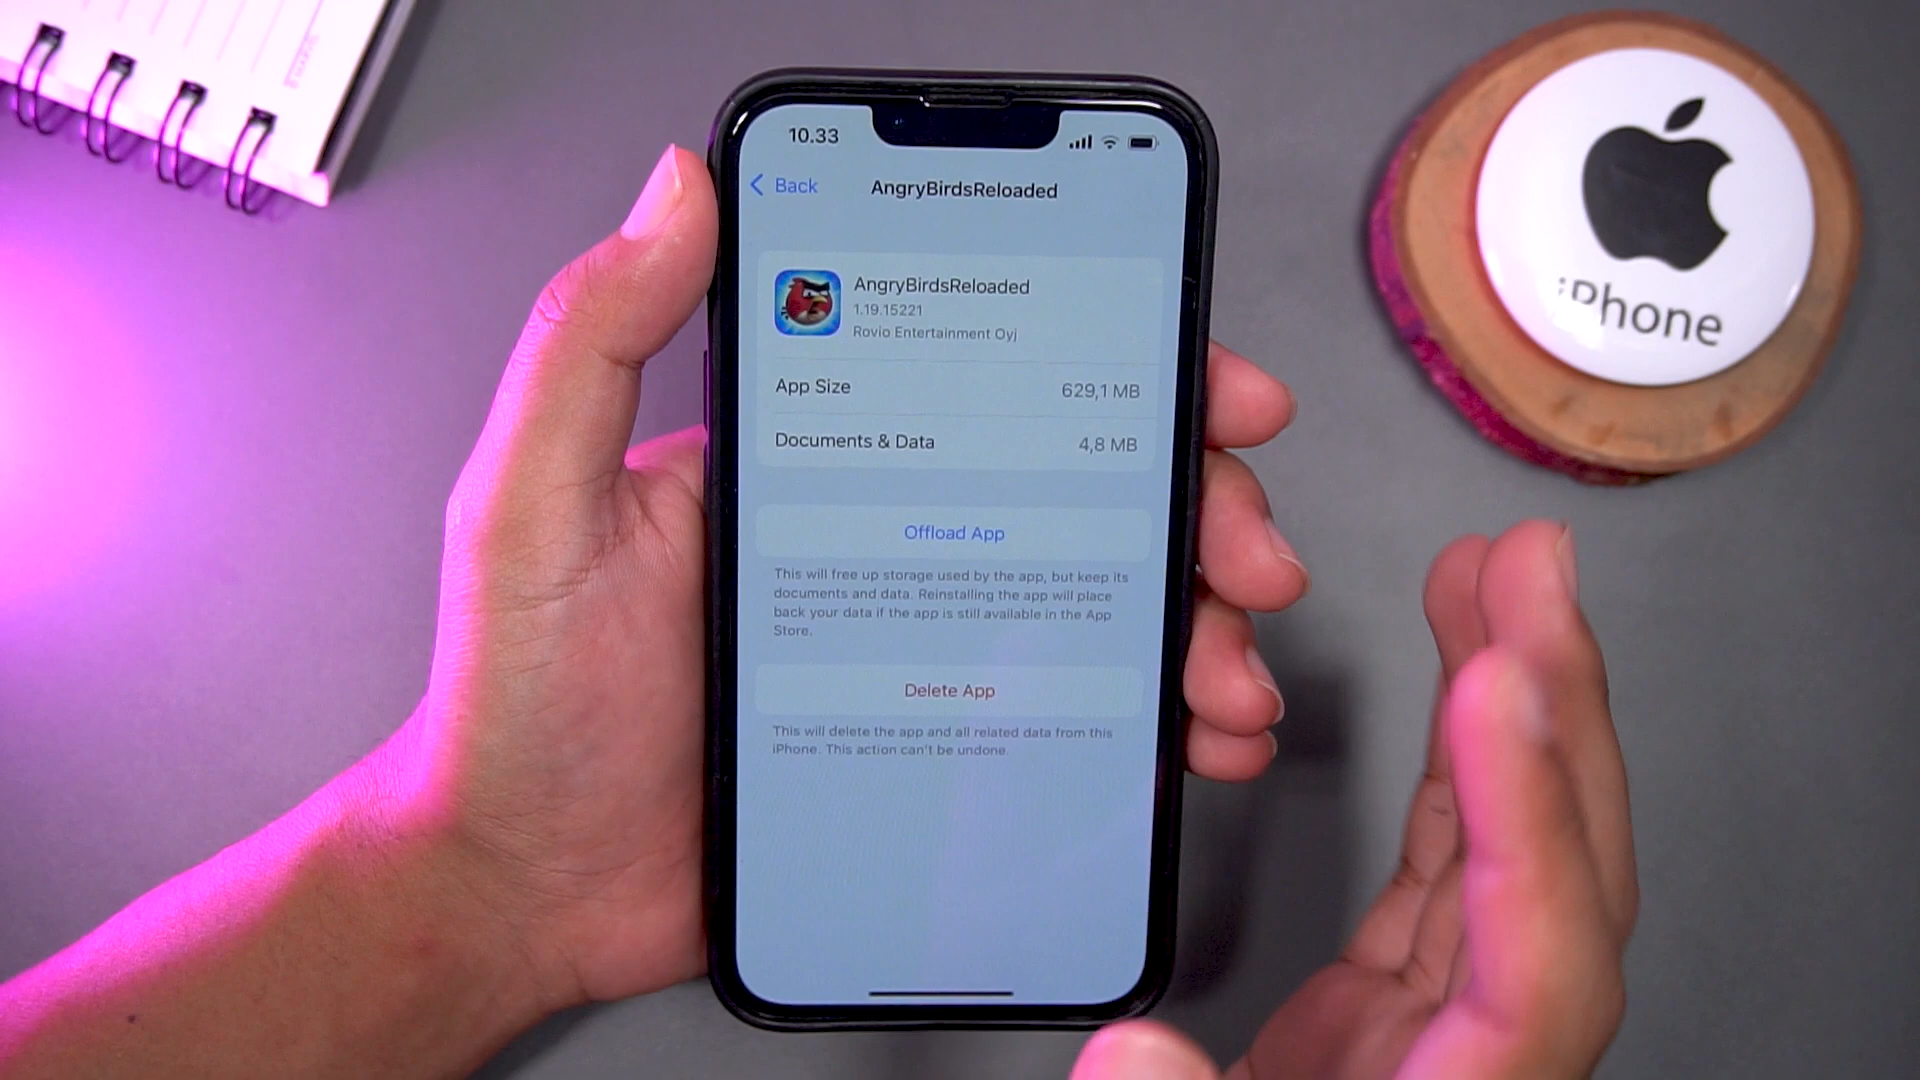 10.33
Back
AngryBirdsReloaded
AngryBirdsReloaded
1.19.15221
Rovio Entertainment Oyj
App Size
629,1 MB
Documents & Data
4,8 MB
Offload App
This will free up storage used by the app, but keep its
documents and data. Reinstalling the app will place
back your data if the app is still available in the App
Store.
Delete App
This will delete the app and all related data from this
iPhone. This action can't be undone.
iPhone